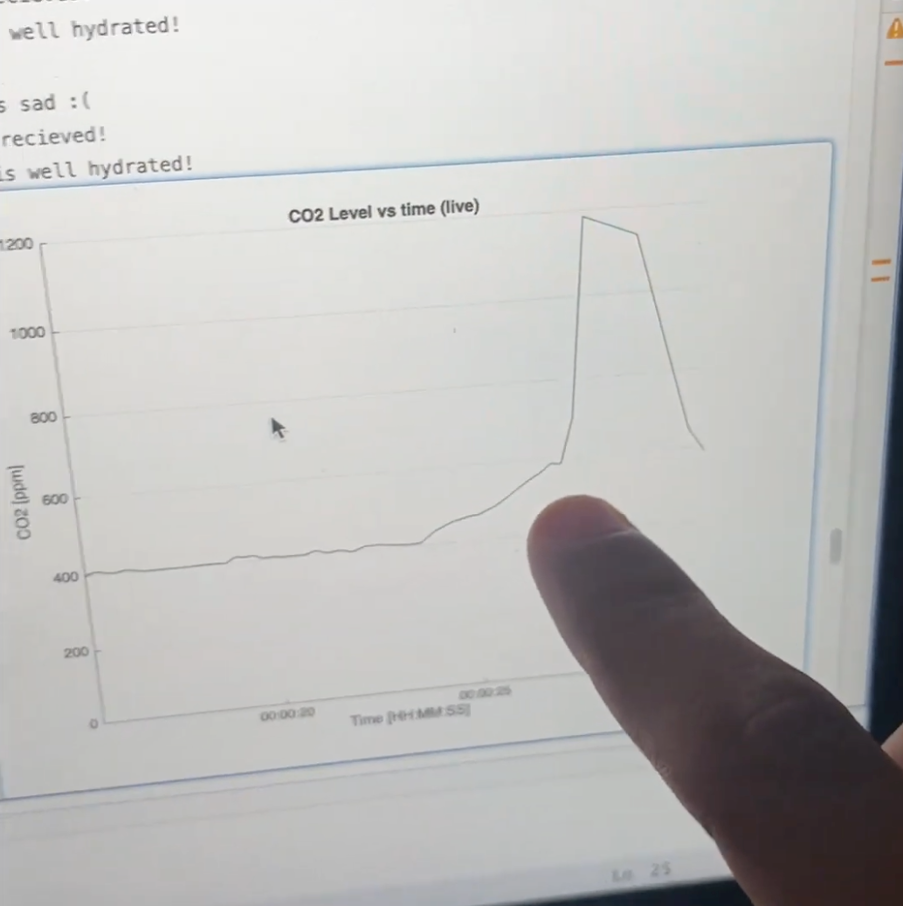 well hydrated!
s sad :(
recieved!
is well hydrated!
CO2 Level vs time (live)
1200
1000
800
600
400
200
0
CO2 [ppm]
00:00:20
00:00:25
Time [HH:MM:SS]
Ln 25